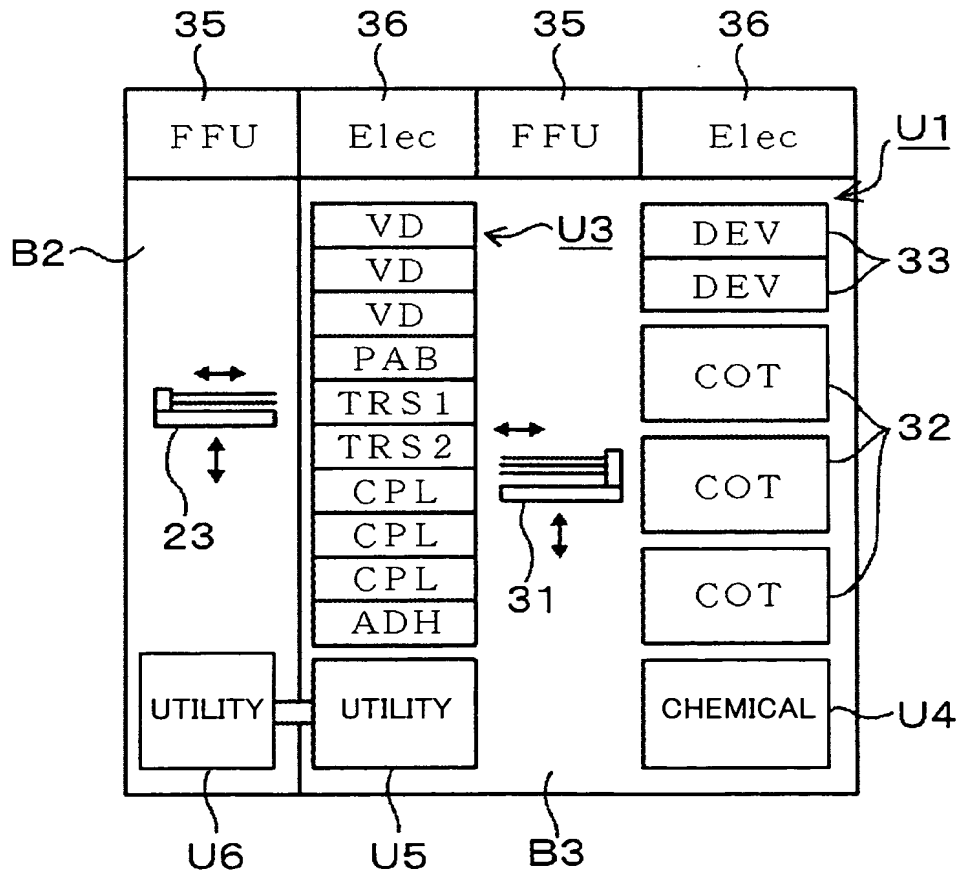 35 36 35 36
FFU Elec FFU Elec
U1
B2
VD
U3
DEV
33
VD
DEV
VD
PAB
COT
TRS1
TRS2
32
CPL
COT
23
CPL
31
CPL
COT
ADH
UTILITY UTILITY CHEMICAL U4
U6 U5 B3